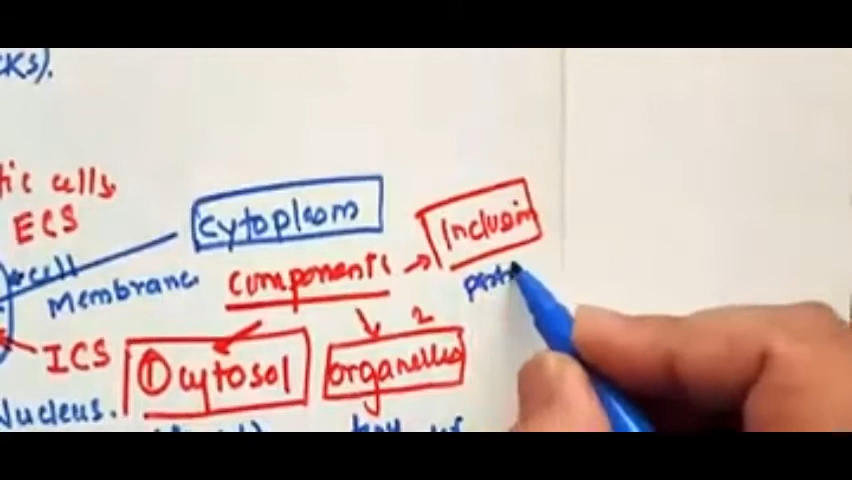 CKS).
tic cells
ECS
cell
Membrane
ICS
Nucleus.
Cytoplasm
components
Inclusion
① cytosol
2
organelles